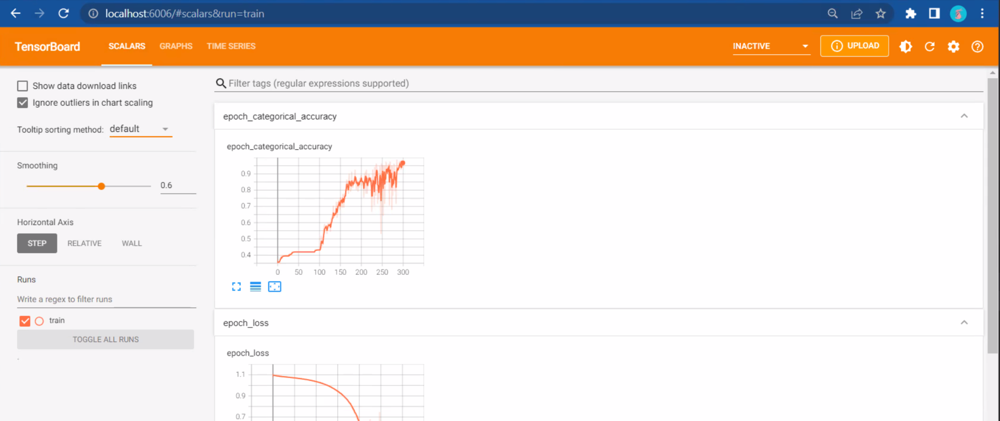 localhost:6006/#scalars&run=train
TensorBoard SCALARS GRAPHS TIME SERIES INACTIVE UPLOAD
Show data download links
Ignore outliers in chart scaling
Tooltip sorting method: default
Smoothing
0.6
Horizontal Axis
STEP RELATIVE WALL
Runs
Write a regex to filter runs
train
TOGGLE ALL RUNS
Filter tags (regular expressions supported)
epoch_categorical_accuracy
epoch_categorical_accuracy
0.9
0.8
0.7
0.6
0.5
0.4
0 50 100 150 200 250 300
epoch_loss
epoch_loss
1.1
0.9
0.7